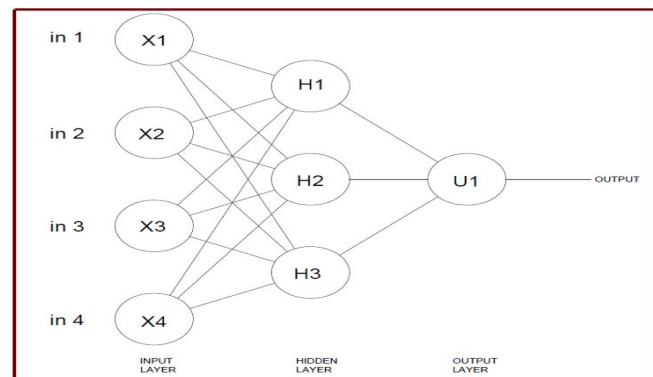 in 1 X1
H1
in 2 X2
H2 U1 OUTPUT
in 3 X3
H3
in 4 X4
INPUT LAYER HIDDEN LAYER OUTPUT LAYER